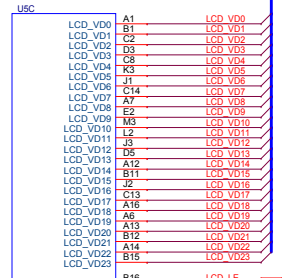 U5C
LCD_VD0 A1 LCD_VD0
LCD_VD1 B1 LCD_VD1
LCD_VD2 C2 LCD_VD2
LCD_VD3 D3 LCD_VD3
LCD_VD4 C8 LCD_VD4
LCD_VD5 K3 LCD_VD5
LCD_VD6 J1 LCD_VD6
LCD_VD7 C14 LCD_VD7
LCD_VD8 A7 LCD_VD8
LCD_VD9 E2 LCD_VD9
LCD_VD10 M3 LCD_VD10
LCD_VD11 L2 LCD_VD11
LCD_VD12 J3 LCD_VD12
LCD_VD13 D5 LCD_VD13
LCD_VD14 A12 LCD_VD14
LCD_VD15 B11 LCD_VD15
LCD_VD16 J2 LCD_VD16
LCD_VD17 C13 LCD_VD17
LCD_VD18 A16 LCD_VD18
LCD_VD19 A6 LCD_VD19
LCD_VD20 A13 LCD_VD20
LCD_VD21 B12 LCD_VD21
LCD_VD22 A14 LCD_VD22
LCD_VD23 B15 LCD_VD23
B16